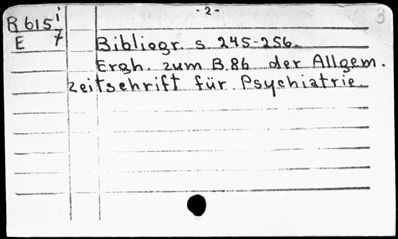 - 2 -
R 615 i
E 7
Bibliogr. s. 245-256.
Ergh. zum B. 86 der Allgem.
Zeitschrift für Psychiatrie.